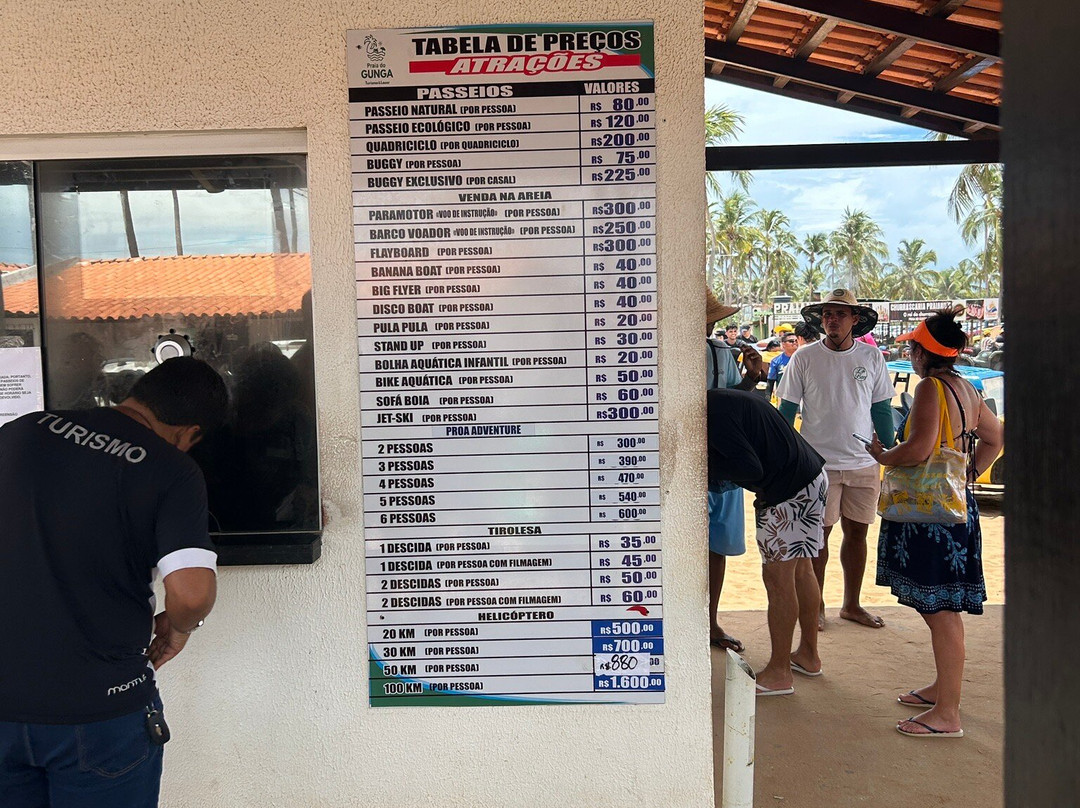 Praia do
GUNGA
TABELA DE PREÇOS
ATRAÇÕES
PASSEIOS VALORES
PASSEIO NATURAL (POR PESSOA) R$ 80,00
PASSEIO ECOLÓGICO (POR PESSOA) R$ 120,00
QUADRICICLO (POR QUADRICICLO) R$200,00
BUGGY (POR PESSOA) R$ 75,00
BUGGY EXCLUSIVO (POR CASAL) R$225,00
VENDA NA AREIA
PARAMOTOR «VOO DE INSTRUÇÃO» (POR PESSOA) R$300,00
BARCO VOADOR «VOO DE INSTRUÇÃO» (POR PESSOA) R$250,00
FLAYBOARD (POR PESSOA) R$300,00
BANANA BOAT (POR PESSOA) R$ 40,00
BIG FLYER (POR PESSOA) R$ 40,00
DISCO BOAT (POR PESSOA) R$ 40,00
PULA PULA (POR PESSOA) R$ 20,00
STAND UP (POR PESSOA) R$ 30,00
BOLHA AQUÁTICA INFANTIL (POR PESSOA) R$ 20,00
BIKE AQUÁTICA (POR PESSOA) R$ 50,00
SOFÁ BOIA (POR PESSOA) R$ 60,00
JET-SKI (POR PESSOA) R$300,00
PROA ADVENTURE
2 PESSOAS R$ 300,00
3 PESSOAS R$ 390,00
4 PESSOAS R$ 470,00
5 PESSOAS R$ 540,00
6 PESSOAS R$ 600,00
TIROLESA
1 DESCIDA (POR PESSOA) R$ 35,00
1 DESCIDA (POR PESSOA COM FILMAGEM) R$ 45,00
2 DESCIDAS (POR PESSOA) R$ 50,00
2 DESCIDAS (POR PESSOA COM FILMAGEM) R$ 60,00
HELICÓPTERO
20 KM (POR PESSOA) R$500,00
30 KM (POR PESSOA) R$700,00
50 KM (POR PESSOA) R$880,00
100 KM (POR PESSOA) R$1.600,00
TURISMO